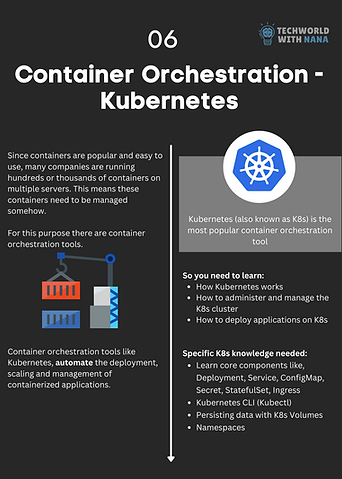 06
TECHWORLD
WITH NANA
Container Orchestration -
Kubernetes
Since containers are popular and easy to
use, many companies are running
hundreds or thousands of containers on
multiple servers. This means these
containers need to be managed
somehow.
For this purpose there are container
orchestration tools.
Container orchestration tools like
Kubernetes, automate the deployment,
scaling and management of
containerized applications.
Kubernetes (also known as K8s) is the
most popular container orchestration
tool
So you need to learn:
• How Kubernetes works
• How to administer and manage the
K8s cluster
• How to deploy applications on K8s
Specific K8s knowledge needed:
• Learn core components like,
Deployment, Service, ConfigMap,
Secret, StatefulSet, Ingress
• Kubernetes CLI (Kubectl)
• Persisting data with K8s Volumes
• Namespaces